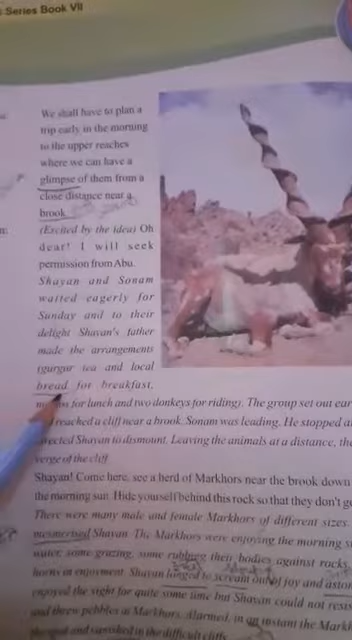 Series Book VII
We shall have to plan a
trip early in the morning
to the upper reaches
where we can have a
glimpse of them from a
close distance near a
brook
(Excited by the idea) Oh
dear! I will seek
permission from Abu.
Shayan and Sonam
waited eagerly for
Sunday and to their
delight Shayan's father
made the arrangements
(gurgur tea and local
bread for breakfast,
for lunch and two donkeys for riding). The group set out
reached a cliff near a brook. Sonam was leading. He stopped
Shayan to dismount. Leaving the animals at a distance,
verge of the cliff
Shayan! Come here, see a herd of Markhors near the brook down
the morning sun. Hide yourself behind this rock so that they don't
There were many male and female Markhors of different sizes.
mesmerised Shayan. The Markhors were enjoying the morning
water, some grazing, some rubbing their bodies against rocks,
horns in enjoyment. Shayan longed to scream out of joy and
enjoyed the sight for quite some time but Shayan could not
and threw pebbles at Markhors. Alarmed, in an instant the
and vanished in the difficult